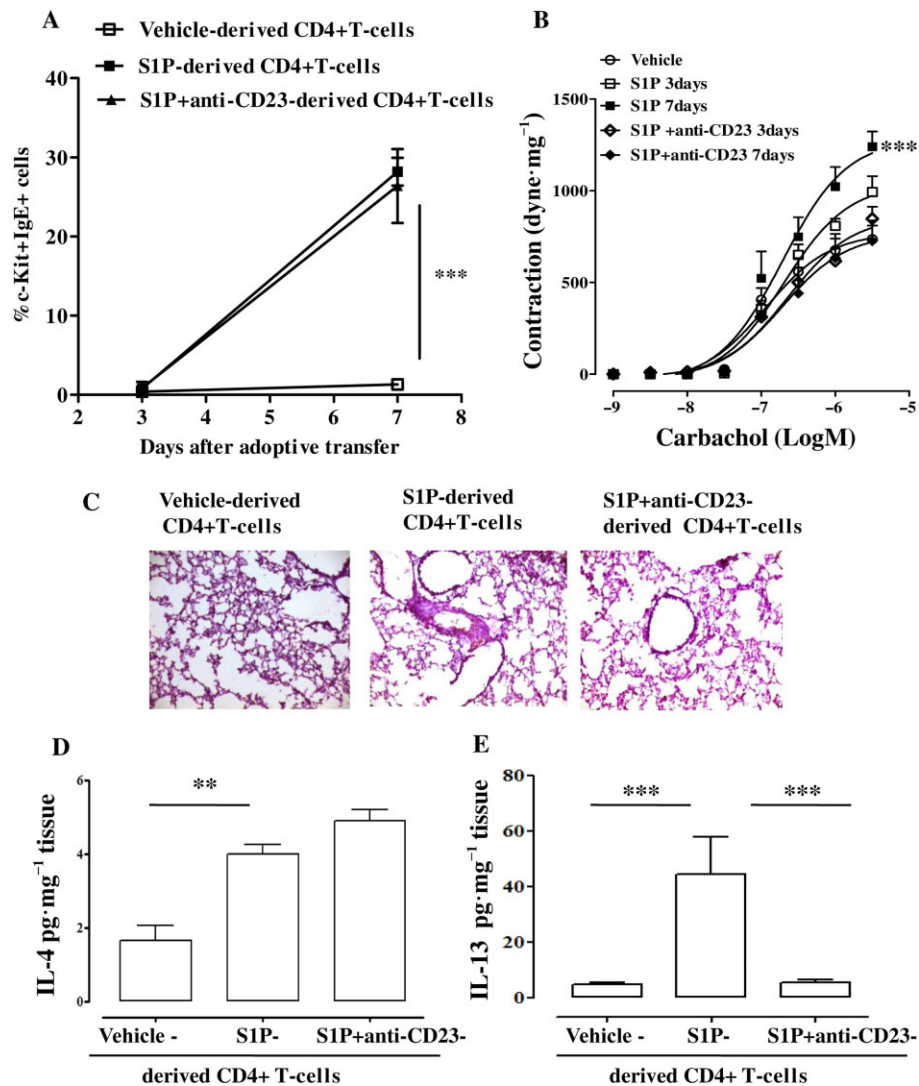 A
Vehicle-derived CD4+T-cells
S1P-derived CD4+T-cells
S1P+anti-CD23-derived CD4+T-cells
% c-Kit+IgE+ cells
40
30
20
10
0
***
2 3 4 5 6 7 8
Days after adoptive transfer
B
Vehicle
S1P 3days
S1P 7days
S1P +anti-CD23 3days
S1P+anti-CD23 7days
Contraction (dyne·mg⁻¹)
1500
1000
500
0
***
−9 −8 −7 −6 −5
Carbachol (LogM)
C
Vehicle-derived
CD4+T-cells
S1P-derived
CD4+T-cells
S1P+anti-CD23-
derived CD4+T-cells
D
IL-4 pg·mg⁻¹ tissue
6
4
2
0
**
Vehicle - S1P- S1P+anti-CD23-
derived CD4+ T-cells
E
IL-13 pg·mg⁻¹ tissue
80
60
40
20
0
*** ***
Vehicle - S1P- S1P+anti-CD23-
derived CD4+ T-cells